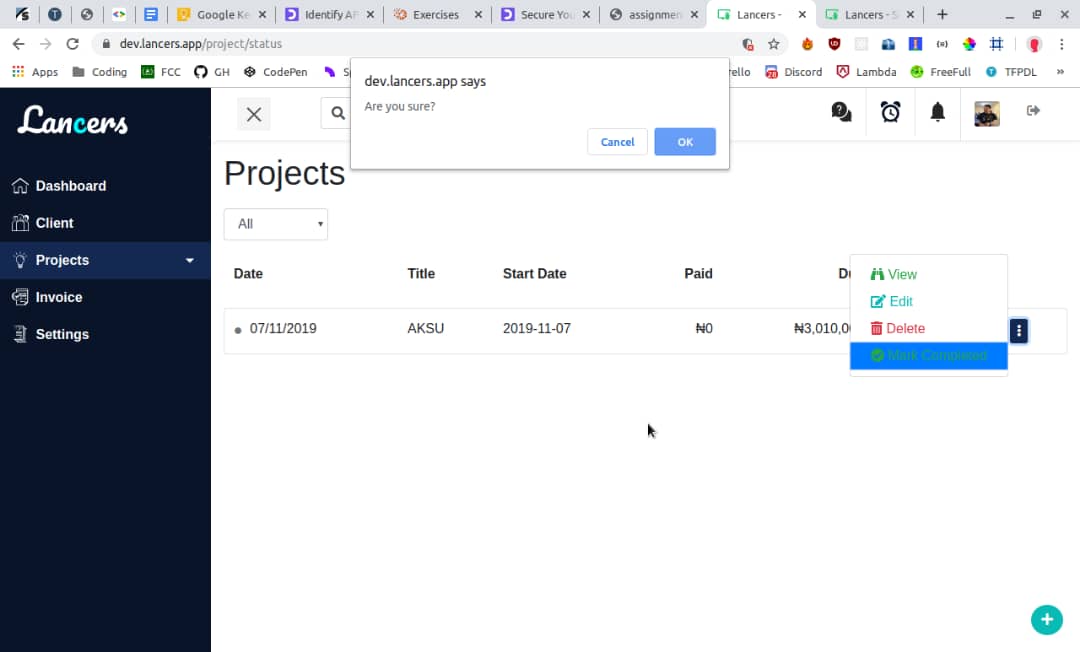 Google Ke
Identify AF
Exercises
Secure You
assignmen
Lancers -
Lancers - S
dev.lancers.app/project/status
Apps
Coding
FCC
GH
CodePen
Discord
Lambda
FreeFull
TFPDL
dev.lancers.app says
Are you sure?
Cancel
OK
Lancers
Projects
Dashboard
Client
Projects
Invoice
Settings
All
Date Title Start Date Paid
07/11/2019 AKSU 2019-11-07 ₦0 ₦3,010,0
View
Edit
Delete
Mark Completed